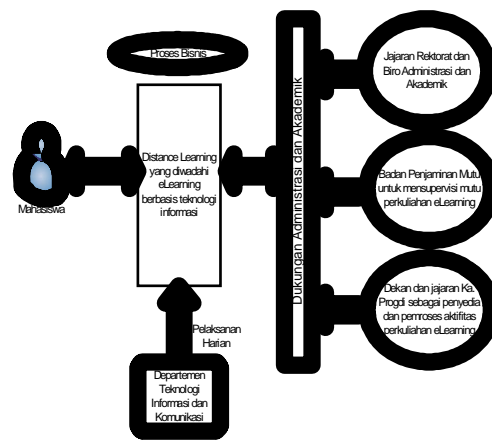 Proses Bisnis
Mahasiswa
Distance Learning
yang diwadahi
eLearning
berbasis teknologi
informasi
Pelaksanan
Harian
Departemen
Teknologi
Informasi dan
Komunikasi
Dukungan Administrasi dan Akademik
Jajaran Rektorat dan
Biro Administrasi dan
Akademik
Badan Penjaminan Mutu
untuk mensupervisi mutu
perkuliahan eLearning
Dekan dan jajaran Ka.
Progdi sebagai penyedia
dan pemroses aktifitas
perkuliahan eLearning